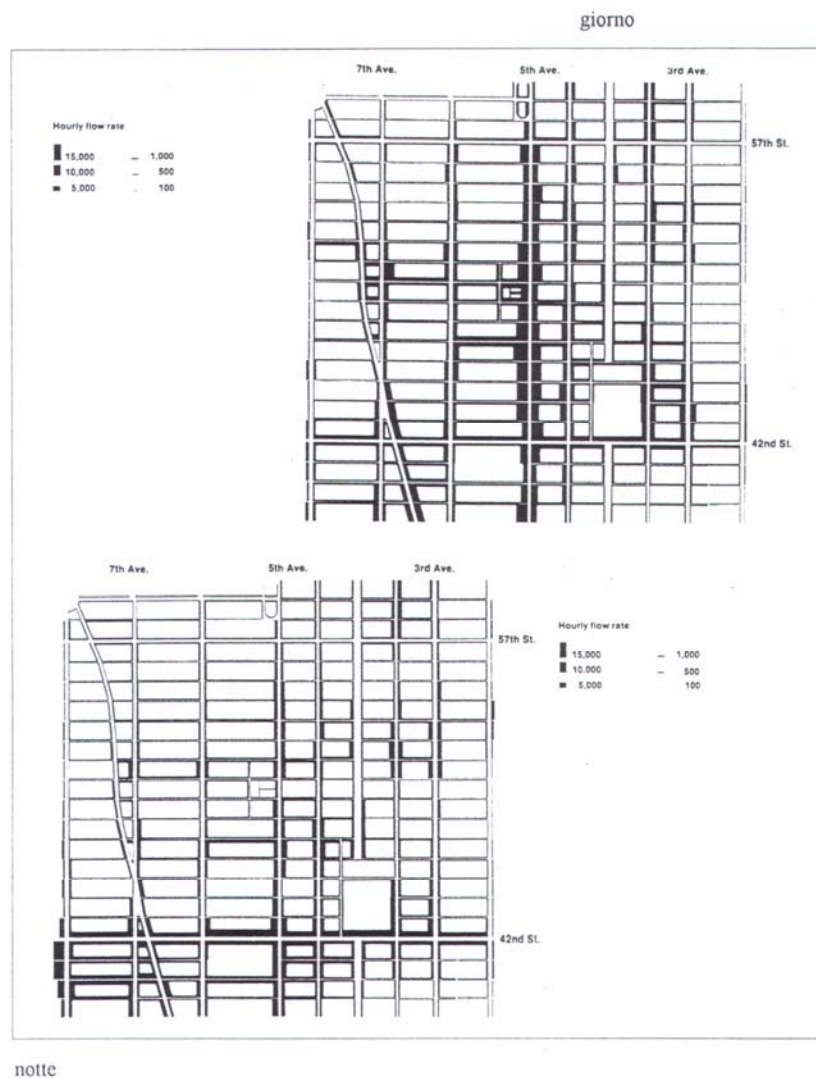 giorno
7th Ave. 5th Ave. 3rd Ave.
Hourly flow rate
15,000 1,000
10,000 500
5,000 100
57th St.
42nd St.
7th Ave. 5th Ave. 3rd Ave.
57th St.
Hourly flow rate
15,000 1,000
10,000 500
5,000 100
42nd St.
notte